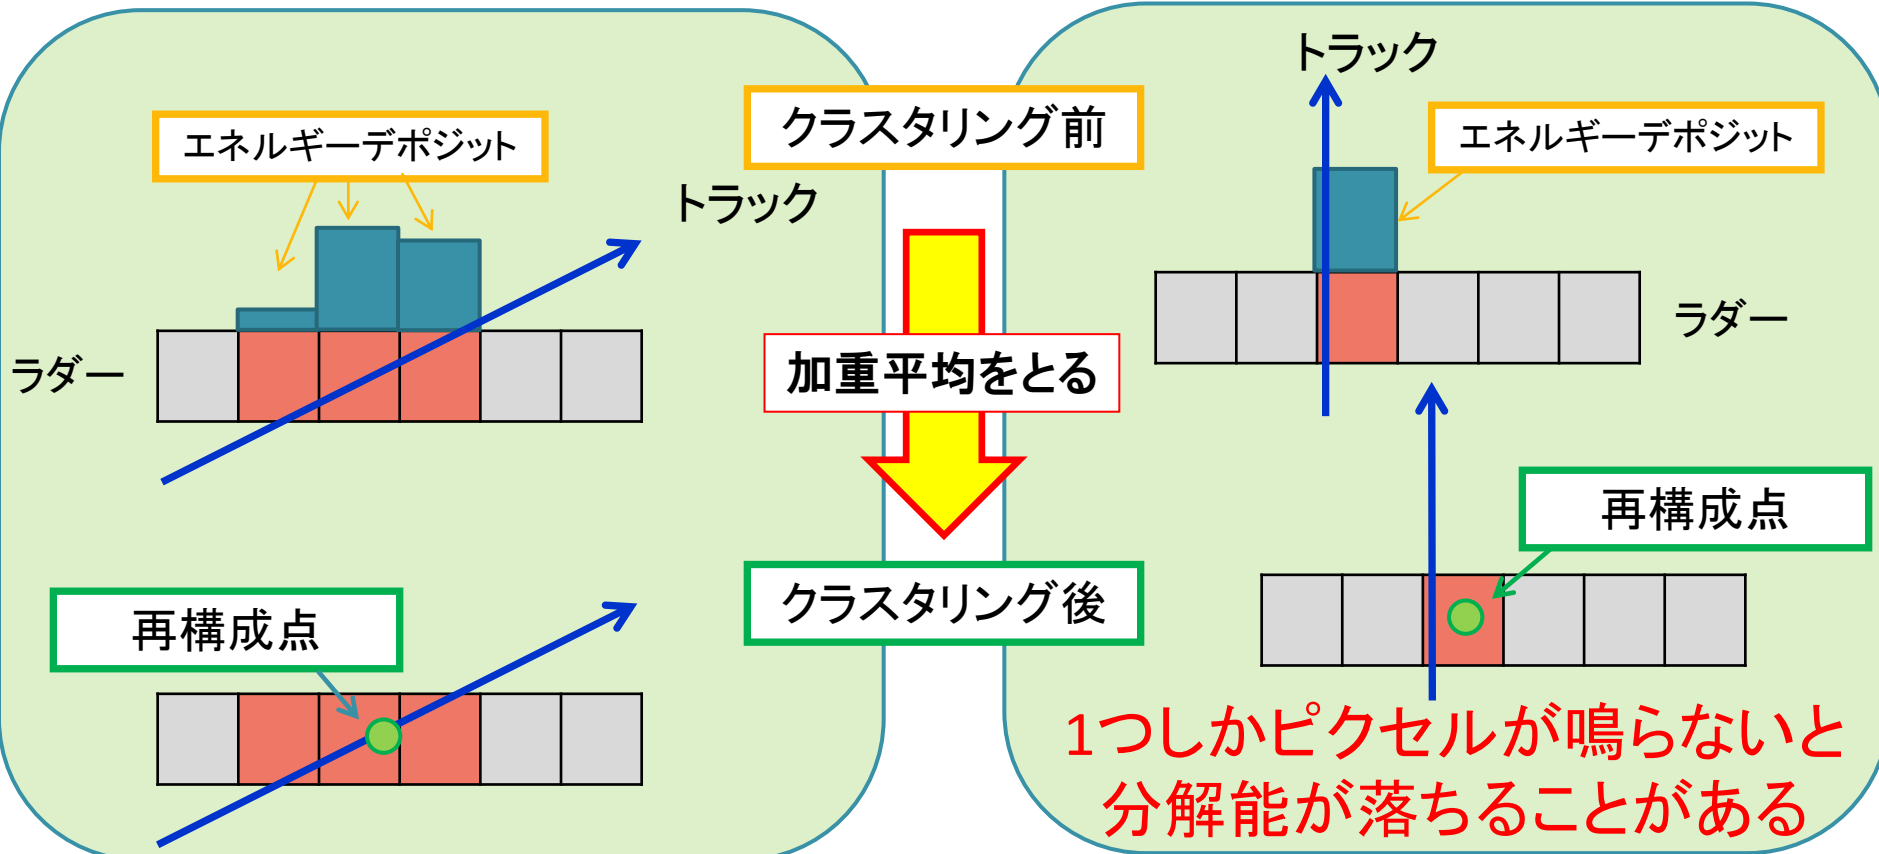 エネルギーデポジット
トラック
ラダー
再構成点
クラスタリング前
加重平均をとる
クラスタリング後
トラック
エネルギーデポジット
ラダー
再構成点
1つしかピクセルが鳴らないと
分解能が落ちることがある